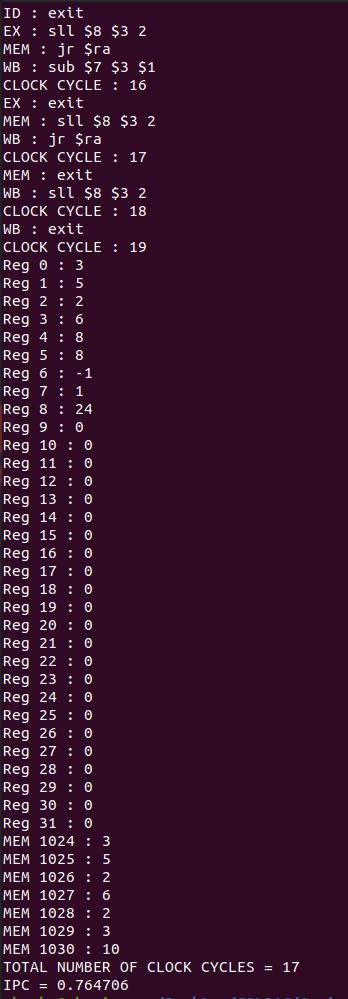 ID : exit
EX : sll $8 $3 2
MEM : jr $ra
WB : sub $7 $3 $1
CLOCK CYCLE : 16
EX : exit
MEM : sll $8 $3 2
WB : jr $ra
CLOCK CYCLE : 17
MEM : exit
WB : sll $8 $3 2
CLOCK CYCLE : 18
WB : exit
CLOCK CYCLE : 19
Reg 0 : 3
Reg 1 : 5
Reg 2 : 2
Reg 3 : 6
Reg 4 : 8
Reg 5 : 8
Reg 6 : -1
Reg 7 : 1
Reg 8 : 24
Reg 9 : 0
Reg 10 : 0
Reg 11 : 0
Reg 12 : 0
Reg 13 : 0
Reg 14 : 0
Reg 15 : 0
Reg 16 : 0
Reg 17 : 0
Reg 18 : 0
Reg 19 : 0
Reg 20 : 0
Reg 21 : 0
Reg 22 : 0
Reg 23 : 0
Reg 24 : 0
Reg 25 : 0
Reg 26 : 0
Reg 27 : 0
Reg 28 : 0
Reg 29 : 0
Reg 30 : 0
Reg 31 : 0
MEM 1024 : 3
MEM 1025 : 5
MEM 1026 : 2
MEM 1027 : 6
MEM 1028 : 2
MEM 1029 : 3
MEM 1030 : 10
TOTAL NUMBER OF CLOCK CYCLES = 17
IPC = 0.764706